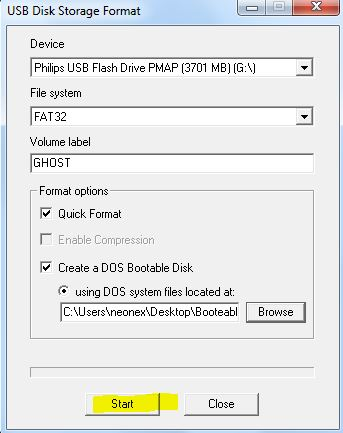 USB Disk Storage Format
Device
Philips USB Flash Drive PMAP (3701 MB) (G:\)
File system
FAT32
Volume label
GHOST
Format options
Quick Format
Enable Compression
Create a DOS Bootable Disk
using DOS system files located at:
C:\Users\neonex\Desktop\Booteabl Browse
Start Close